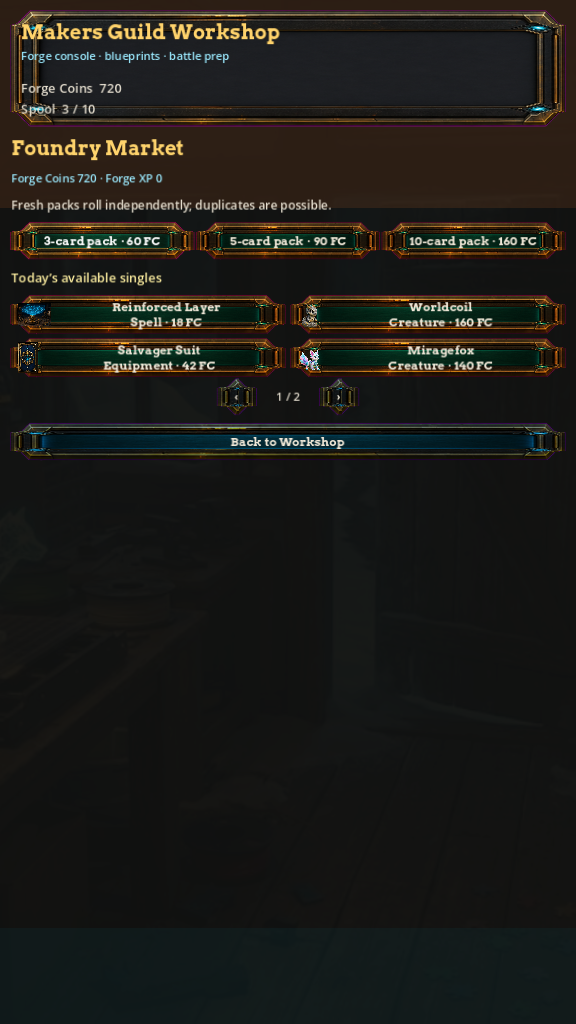 Makers Guild Workshop
Forge console · blueprints · battle prep
Forge Coins 720
Spool 3 / 10
Foundry Market
Forge Coins 720 · Forge XP 0
Fresh packs roll independently; duplicates are possible.
3-card pack · 60 FC
5-card pack · 90 FC
10-card pack · 160 FC
Today's available singles
Reinforced Layer
Spell · 18 FC
Worldcoil
Creature · 160 FC
Salvager Suit
Equipment · 42 FC
Miragefox
Creature · 140 FC
‹ 1 / 2 ›
Back to Workshop